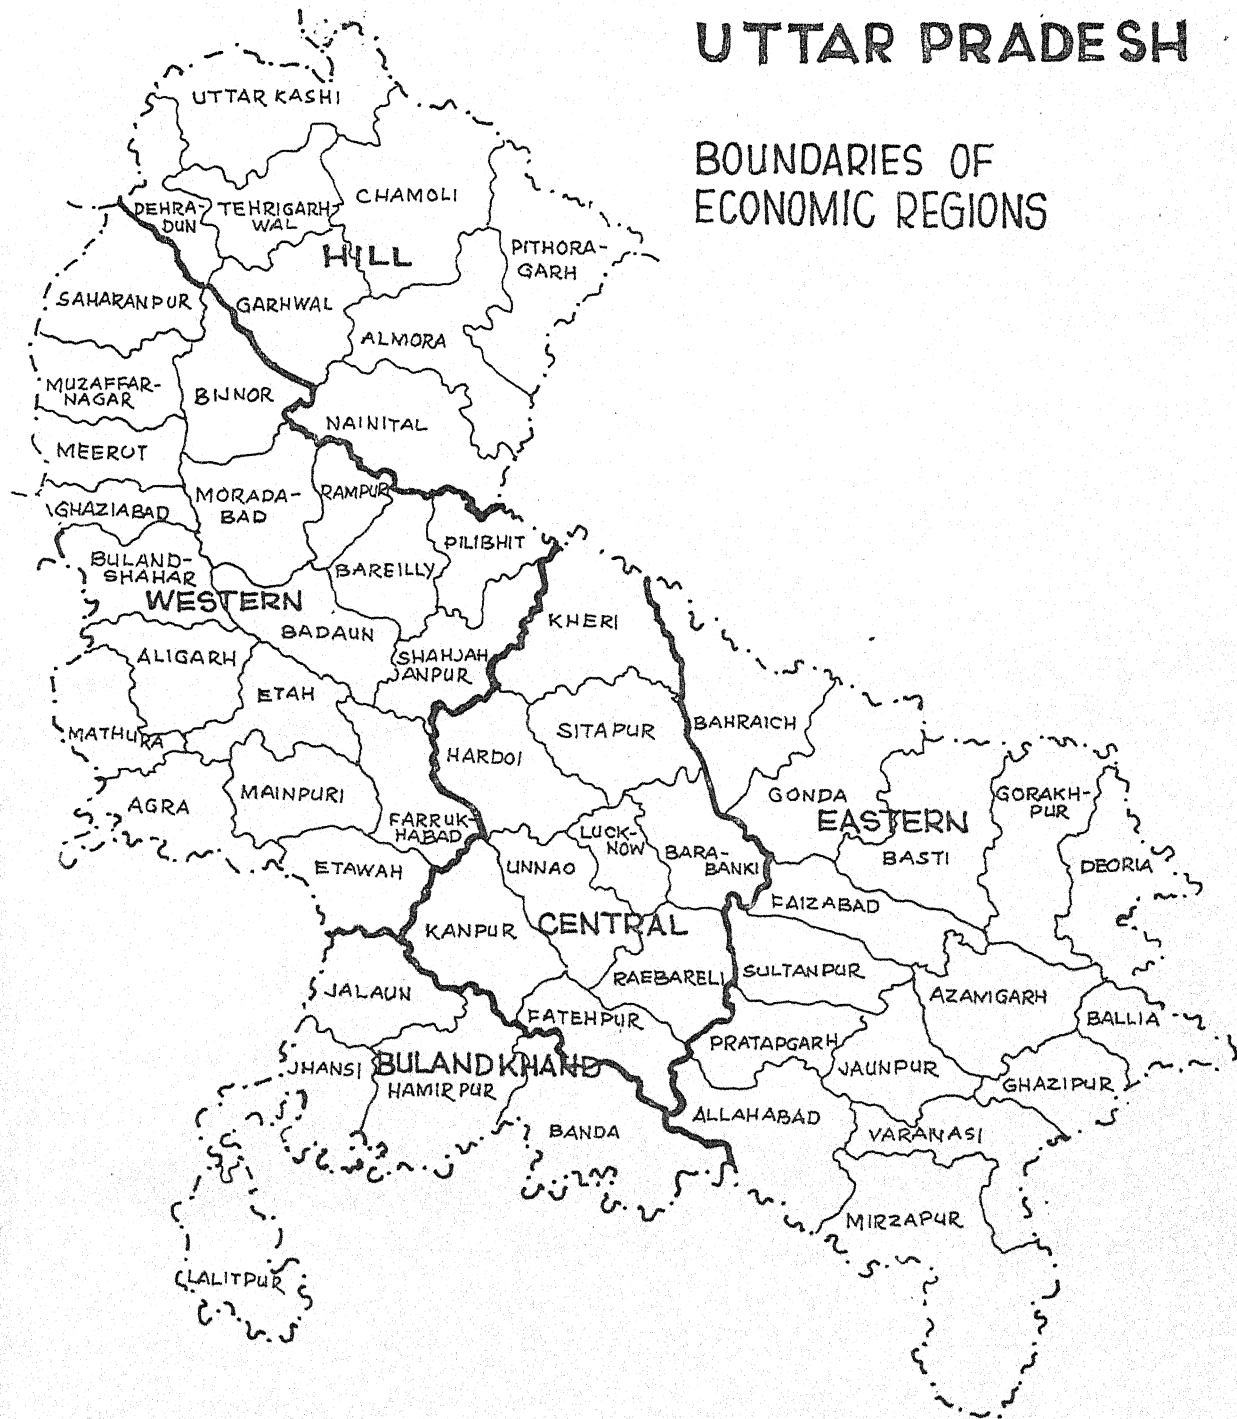 UTTAR PRADESH
BOUNDARIES OF
ECONOMIC REGIONS
UTTAR KASHI
CHAMOLI
DEHRA-
DUN
TEHRIGARH-
WAL
HILL
PITHORA-
GARH
SAHARANPUR
GARHWAL
ALMORA
MUZAFFAR-
NAGAR
BIJNOR
NAINITAL
MEERUT
MORADA-
BAD
RAMPUR
GHAZIABAD
PILIBHIT
BULAND-
SHAHAR
BAREILLY
WESTERN
BADAUN
KHERI
ALIGARH
SHAHJAH
JANPUR
ETAH
MATHURA
SITAPUR
BAHRAICH
HARDOI
AGRA
MAINPURI
GONDA
GORAKH-
PUR
FARRUK-
HABAD
EASTERN
LUCK-
NOW
BARA-
BANKI
BASTI
DEORIA
ETAWAH
UNNAO
FAIZABAD
KANPUR
CENTRAL
RAEBARELI
SULTANPUR
JALAUN
AZAMGARH
FATEHPUR
BALLIA
PRATAPGARH
JHANSI
BULANDKHAND
JAUNPUR
GHAZIPUR
HAMIRPUR
ALLAHABAD
BANDA
VARANASI
MIRZAPUR
LALITPUR